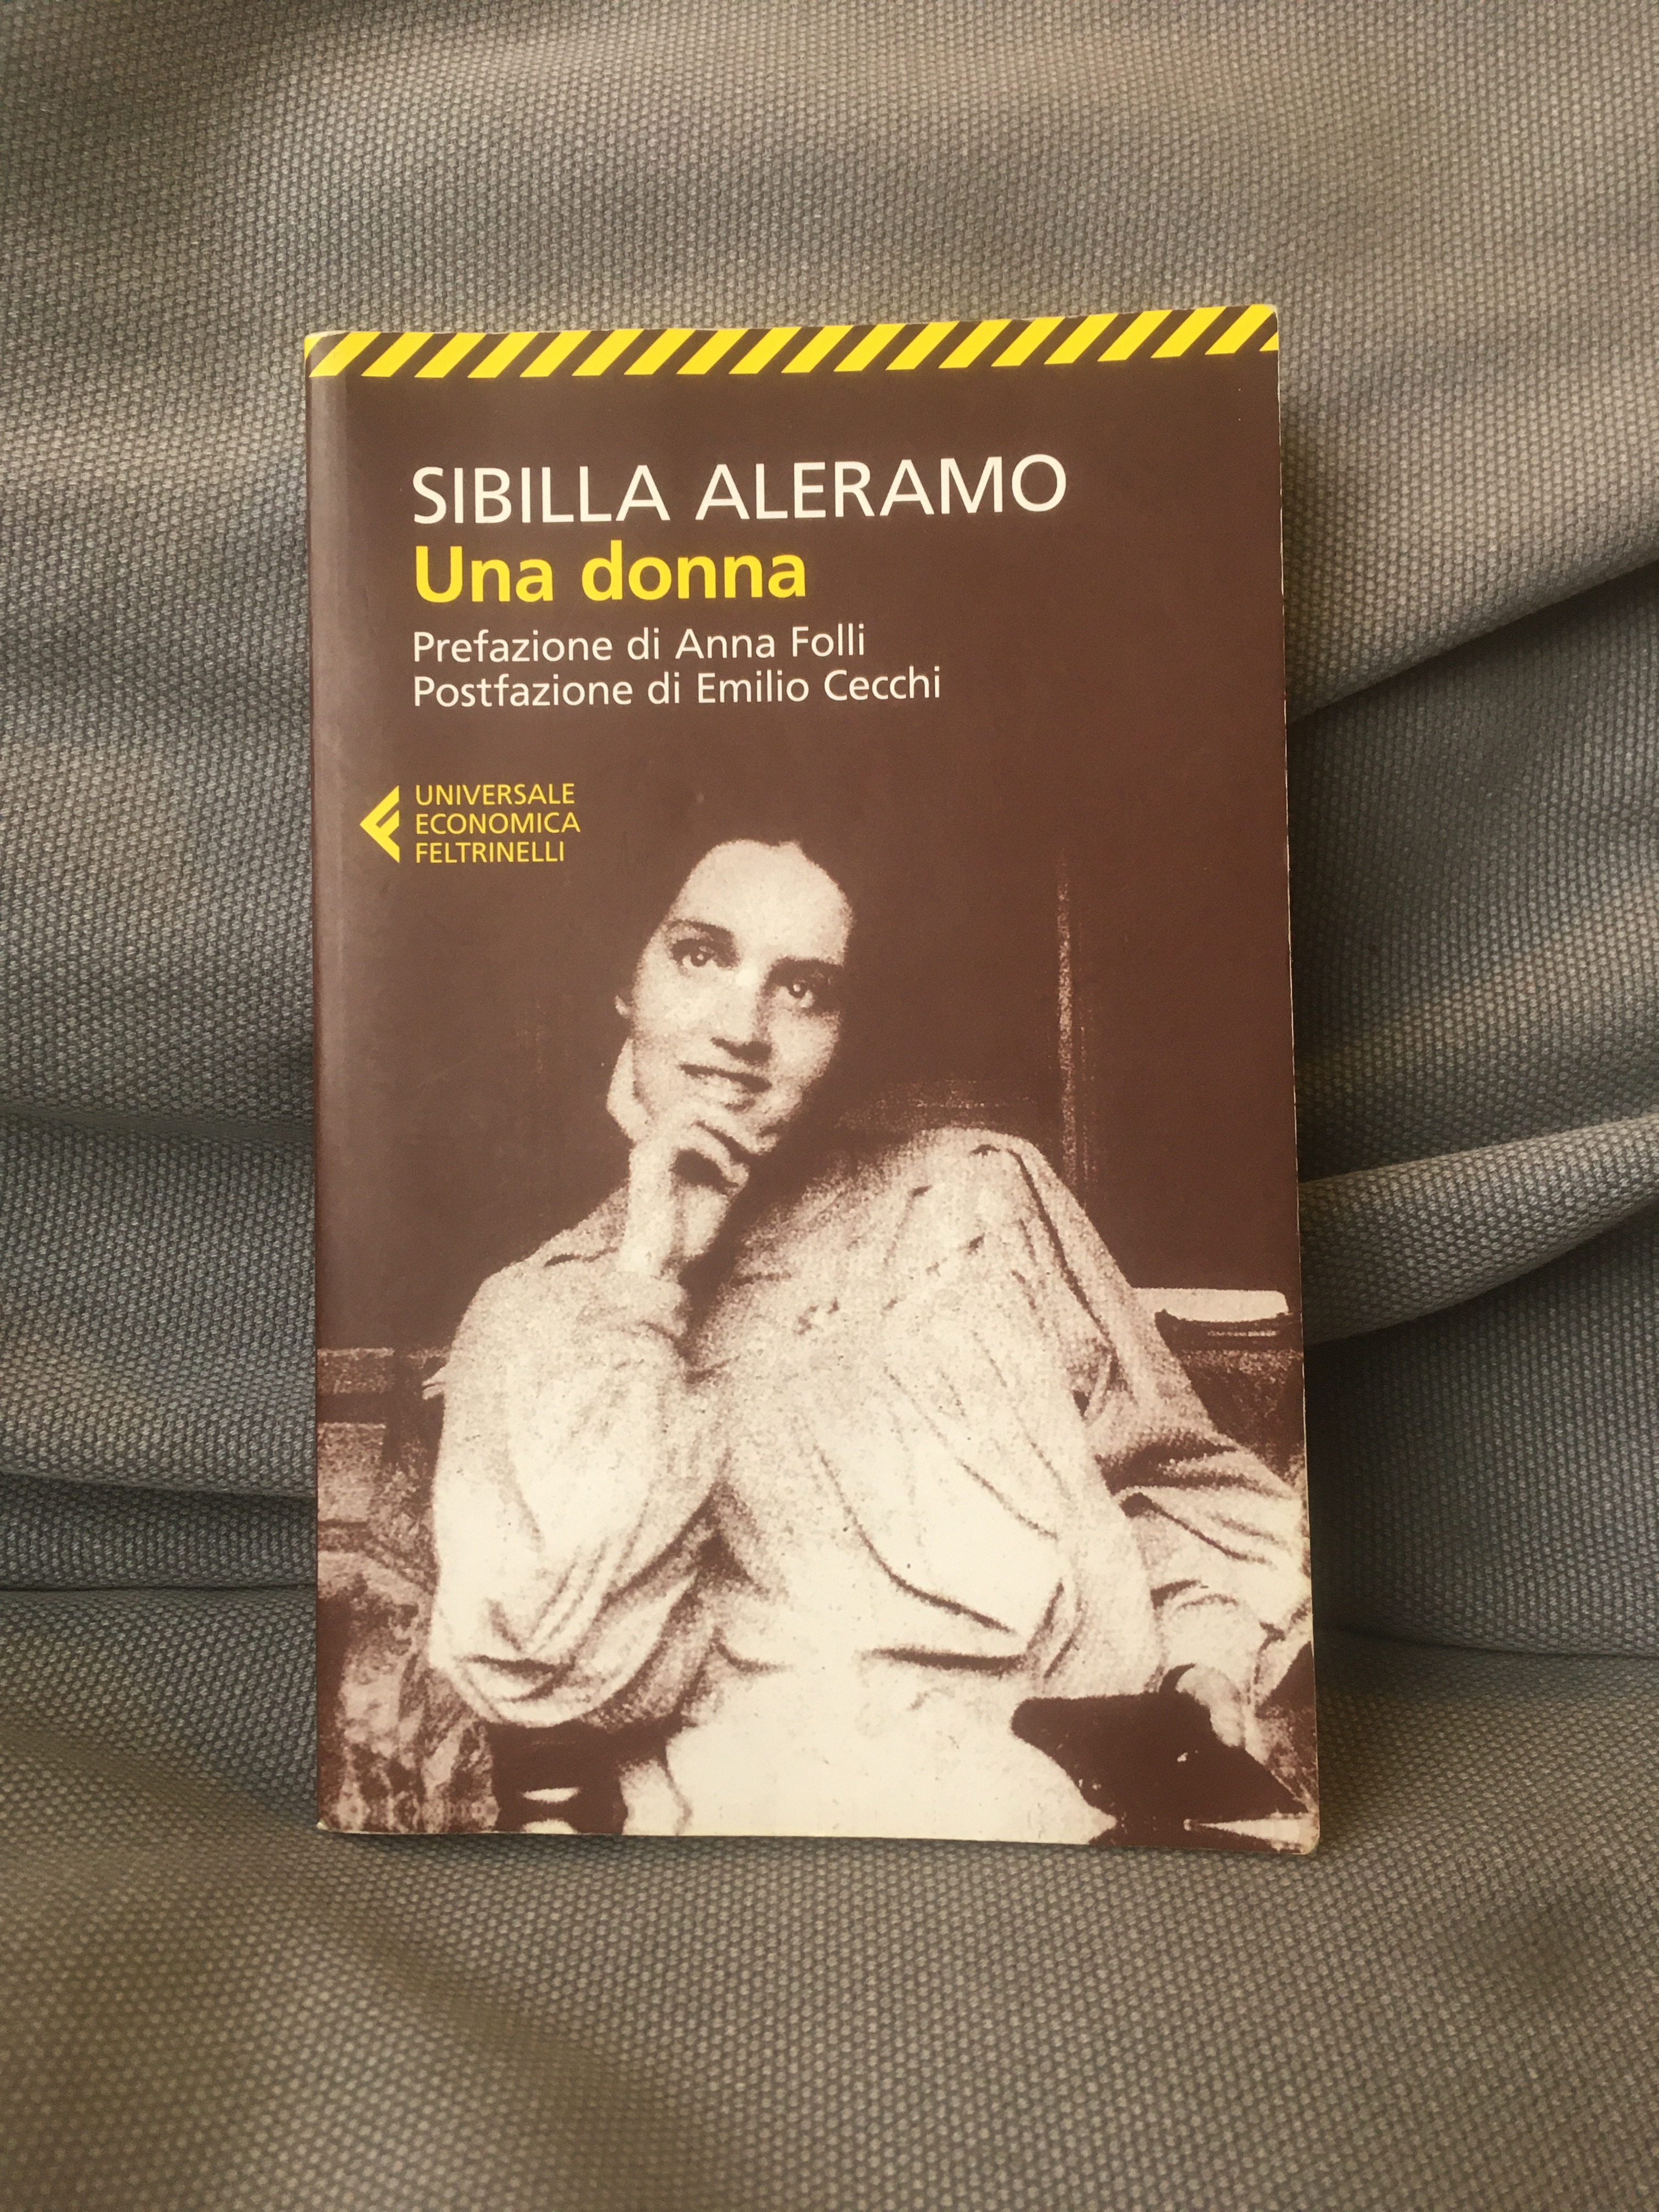 SIBILLA ALERAMO
Una donna
Prefazione di Anna Folli
Postfazione di Emilio Cecchi
UNIVERSALE
ECONOMICA
FELTRINELLI